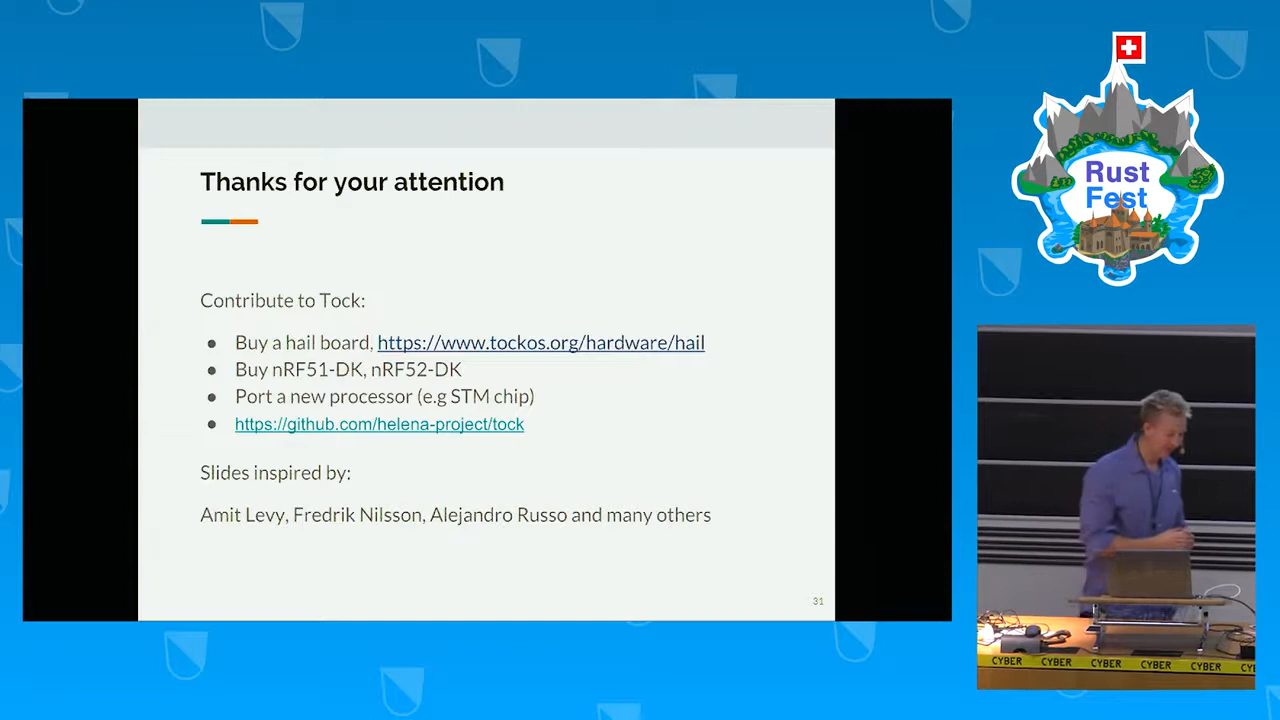 Thanks for your attention
Contribute to Tock:
● Buy a hail board, https://www.tockos.org/hardware/hail
● Buy nRF51-DK, nRF52-DK
● Port a new processor (e.g STM chip)
● https://github.com/helena-project/tock
Slides inspired by:
Amit Levy, Fredrik Nilsson, Alejandro Russo and many others
31
Rust
Fest
CYBER CYBER CYBER CYBER CYBER CY